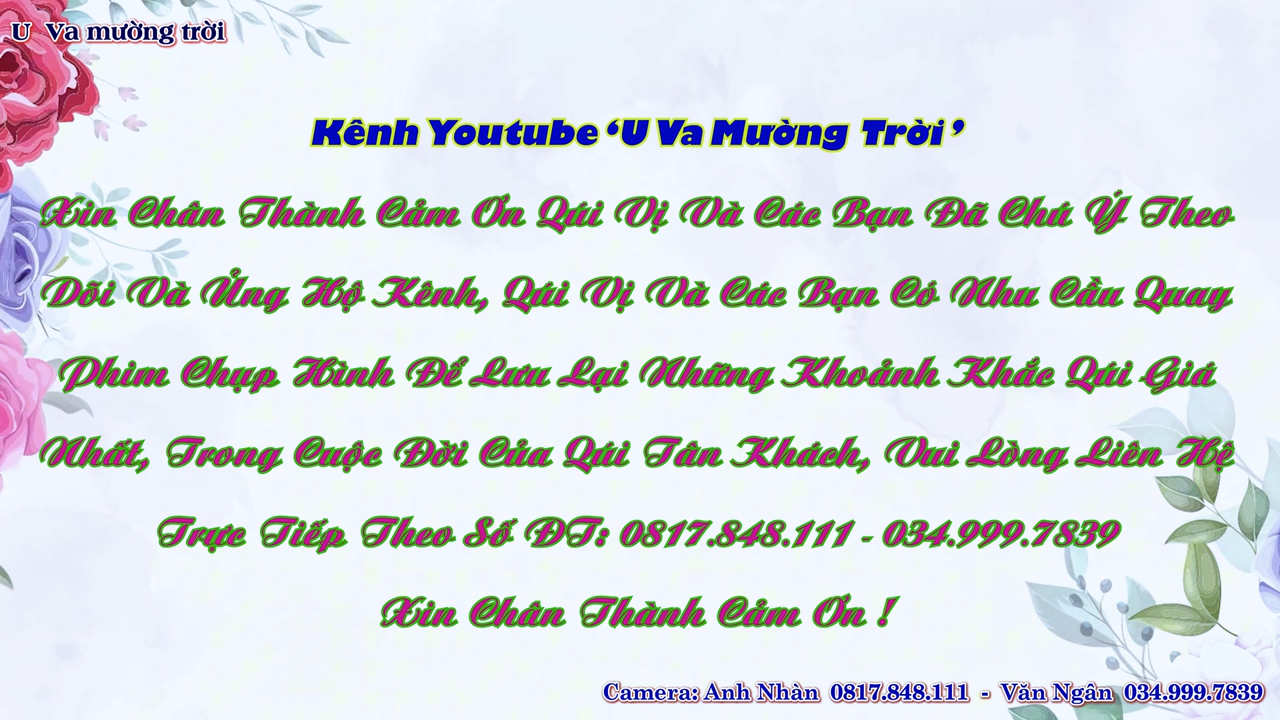 U Va mường trời
Kênh Youtube ‘U Va Mường Trời’
Xin Chân Thành Cảm Ơn Qúi Vị Và Các Bạn Đã Chú Ý Theo
Dõi Và Ủng Hộ Kênh, Qúi Vị Và Các Bạn Có Nhu Cầu Quay
Phim Chụp Hình Để Lưu Lại Những Khoảnh Khắc Qúi Giá
Nhất, Trong Cuộc Đời Của Qúi Tân Khách, Vui Lòng Liên Hệ
Trực Tiếp Theo Số ĐT: 0817.848.111 - 034.999.7839
Xin Chân Thành Cảm Ơn !
Camera: Anh Nhàn 0817.848.111 - Văn Ngân 034.999.7839